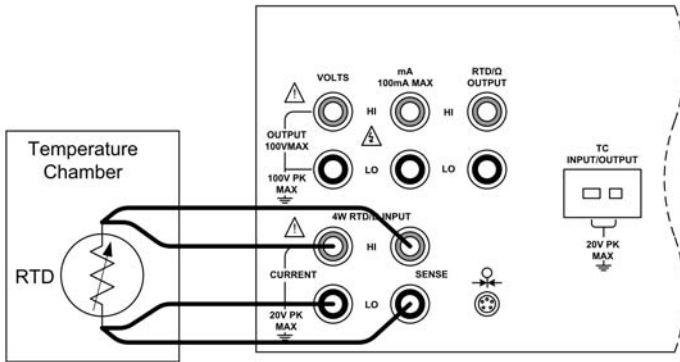 VOLTS
mA
100mA MAX
RTD/Ω
OUTPUT
HI
HI
OUTPUT
100VMAX
LO
LO
100V PK
MAX
TC
INPUT/OUTPUT
20V PK
MAX
Temperature
Chamber
RTD
4W RTD/Ω INPUT
HI
CURRENT
SENSE
LO
20V PK
MAX